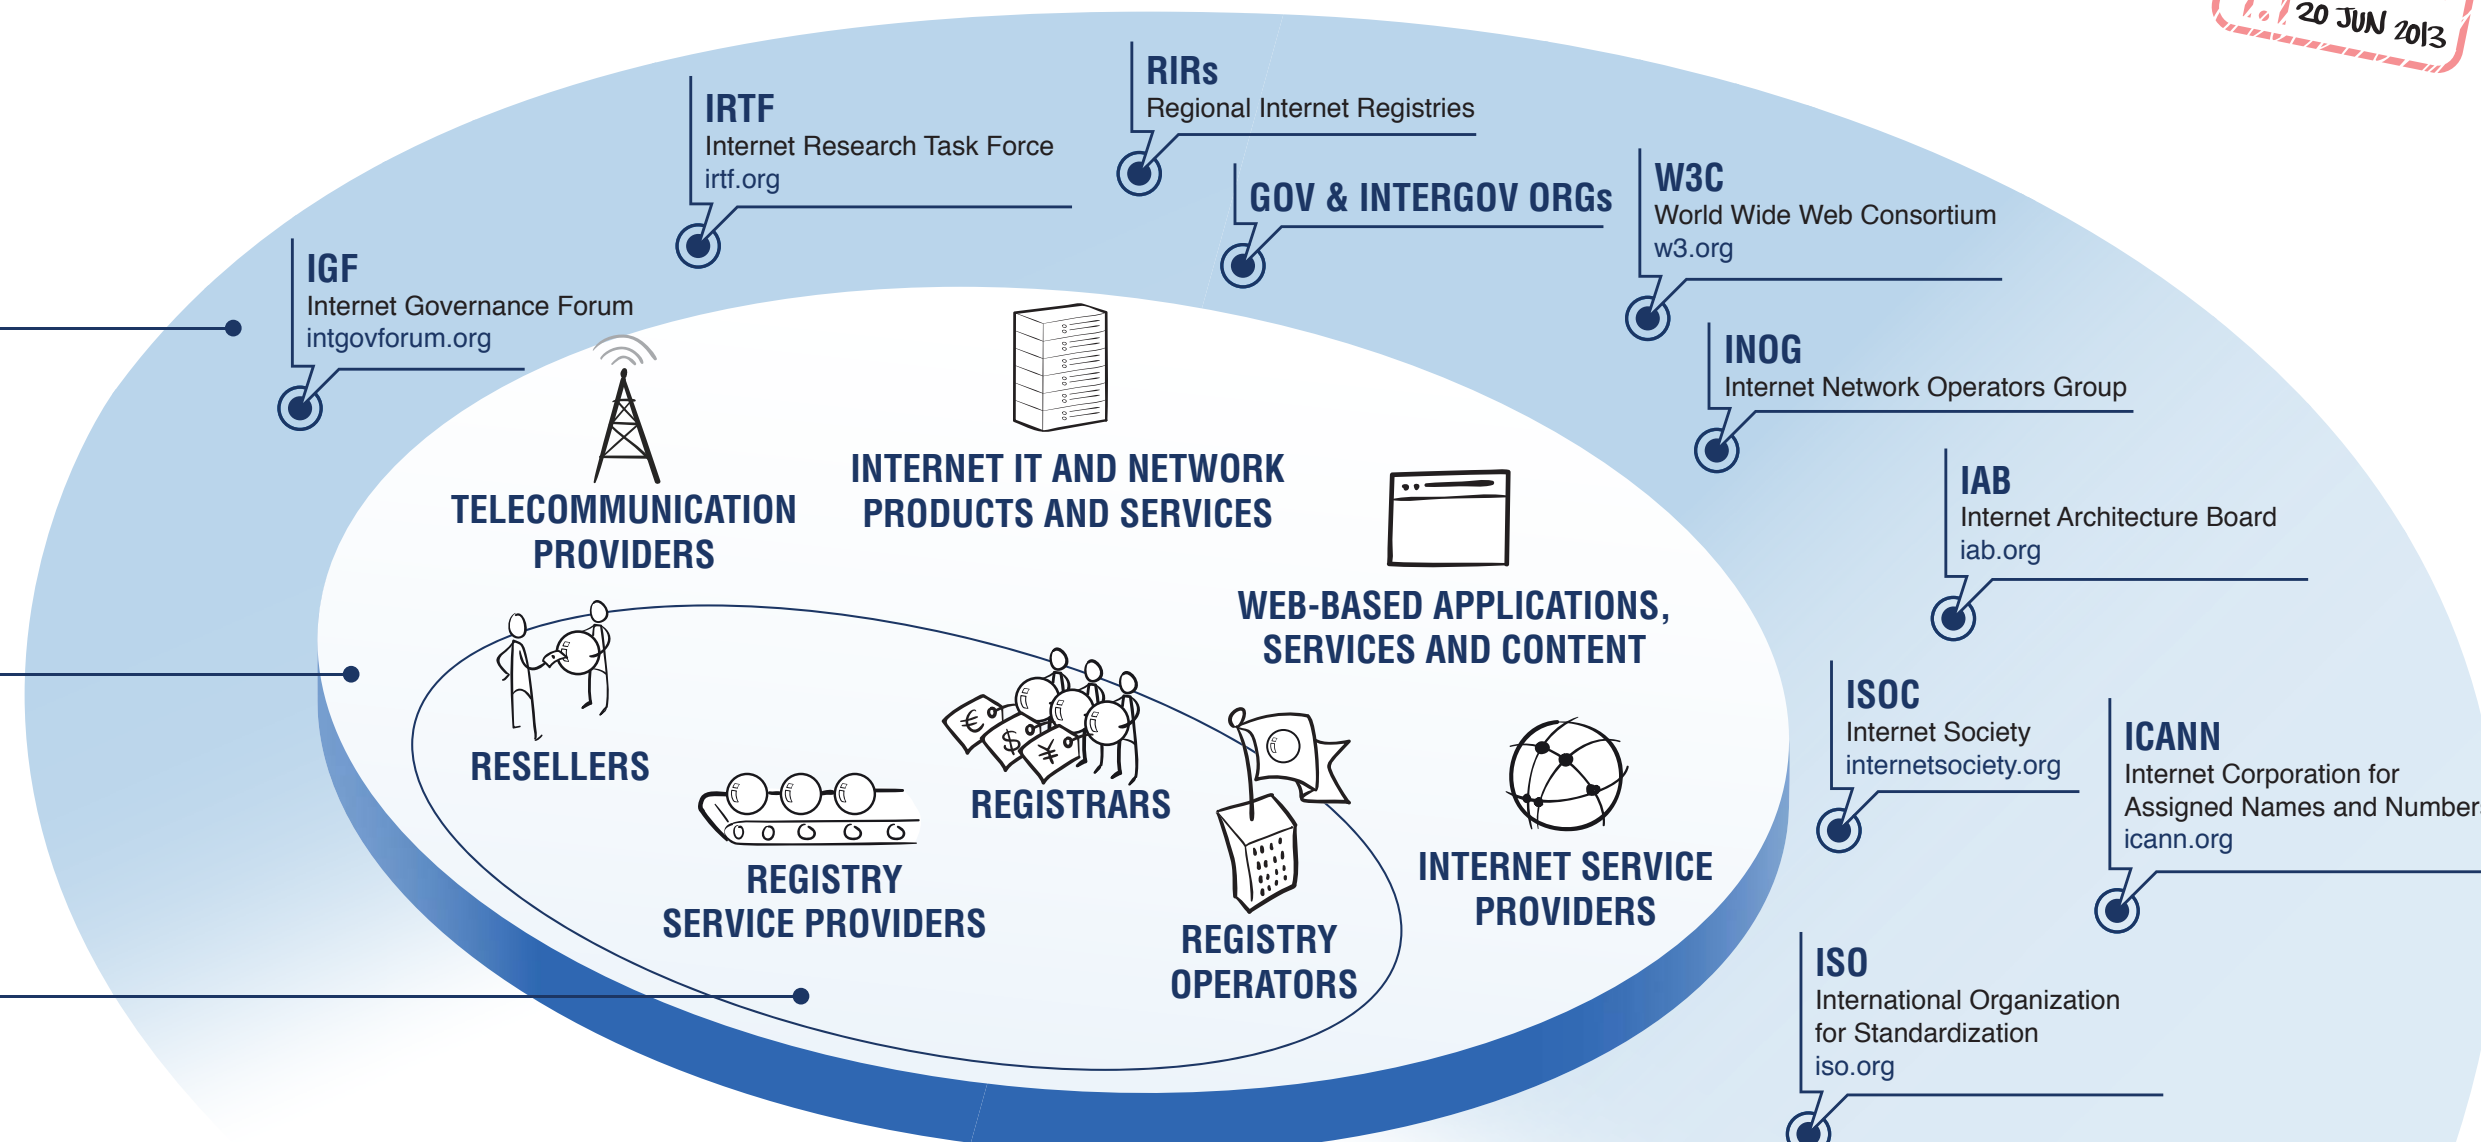 20 JUN 2013
RIRs
Regional Internet Registries
IRTF
Internet Research Task Force
irtf.org
GOV & INTERGOV ORGs
W3C
World Wide Web Consortium
w3.org
IGF
Internet Governance Forum
intgovforum.org
INOG
Internet Network Operators Group
IAB
Internet Architecture Board
iab.org
ISOC
Internet Society
internetsociety.org
ICANN
Internet Corporation for
Assigned Names and Numbers
icann.org
ISO
International Organization
for Standardization
iso.org
TELECOMMUNICATION
PROVIDERS
INTERNET IT AND NETWORK
PRODUCTS AND SERVICES
WEB-BASED APPLICATIONS,
SERVICES AND CONTENT
RESELLERS
€
$
¥
REGISTRARS
REGISTRY
SERVICE PROVIDERS
REGISTRY
OPERATORS
INTERNET SERVICE
PROVIDERS